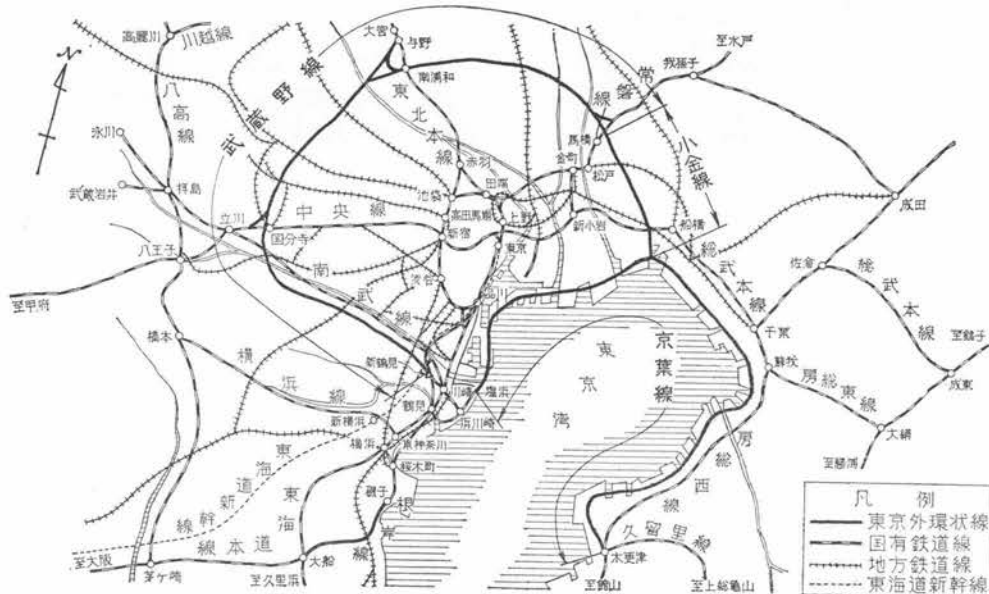 大宮
与野
南浦和
高麗川
川越線
八高線
氷川
武蔵岩井
拝島
武蔵野線
東北本線
赤羽
池袋
田端
高田馬場
上野
新宿
東京
中央線
立川
国分寺
八王子
至甲府
南武線
渋谷
品川
至水戸
我孫子
常磐線
馬橋
金町
松戸
小金線
新小岩
船橋
総武本線
成田
佐倉
総武本線
千葉
蘇我
至銚子
成東
房総東線
大網
至勝浦
橋本
横浜線
新鶴見
鶴見
川崎
塩浜
浜川崎
新横浜
東神奈川
横浜
桜木町
磯子
根岸線
東海道新幹線
東海道本線
至大阪
茅ケ崎
至久里浜
大船
東京湾
京葉線
房総西線
久留里線
木更津
至館山
至上総亀山
凡例
東京外環状線
国有鉄道線
地方鉄道線
東海道新幹線